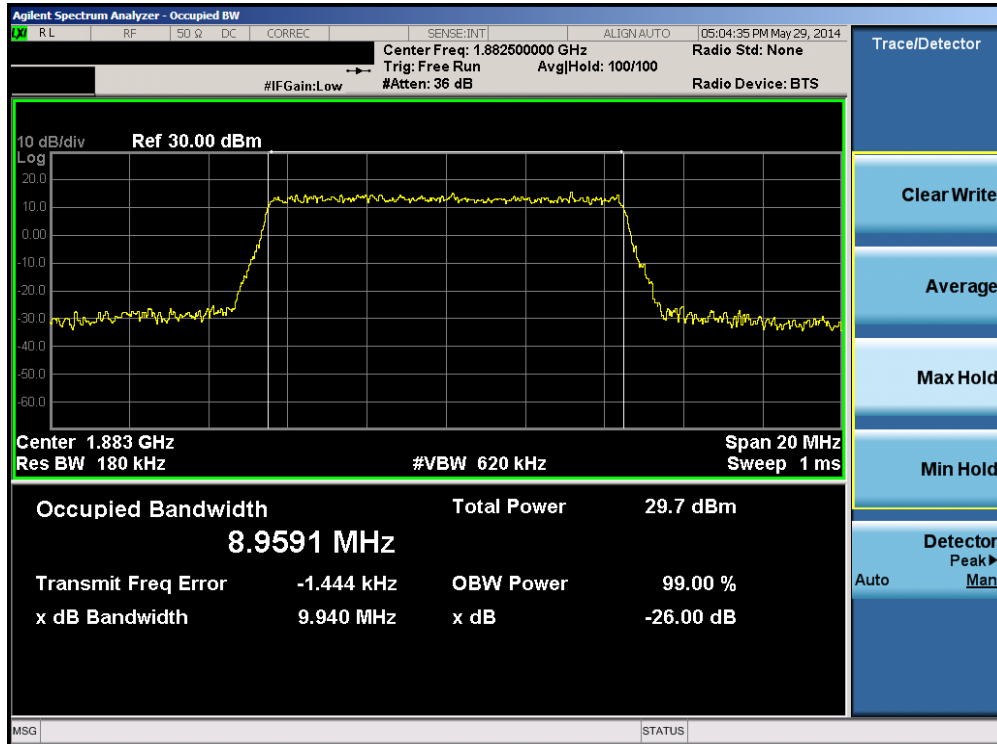 Agilent Spectrum Analyzer - Occupied BW
LXI RL RF 50 Ω DC CORREC SENSE:INT ALIGN AUTO 05:04:35 PM May 29, 2014
Center Freq: 1.882500000 GHz Radio Std: None
Trig: Free Run Avg|Hold: 100/100
#IFGain:Low #Atten: 36 dB Radio Device: BTS
10 dB/div Ref 30.00 dBm
Log
20.0
10.0
0.00
-10.0
-20.0
-30.0
-40.0
-50.0
-60.0
Center 1.883 GHz Span 20 MHz
Res BW 180 kHz #VBW 620 kHz Sweep 1 ms
Occupied Bandwidth Total Power 29.7 dBm
8.9591 MHz
Transmit Freq Error -1.444 kHz OBW Power 99.00 %
x dB Bandwidth 9.940 MHz x dB -26.00 dB
MSG STATUS
Trace/Detector
Clear Write
Average
Max Hold
Min Hold
Detector
Peak▶
Auto Man